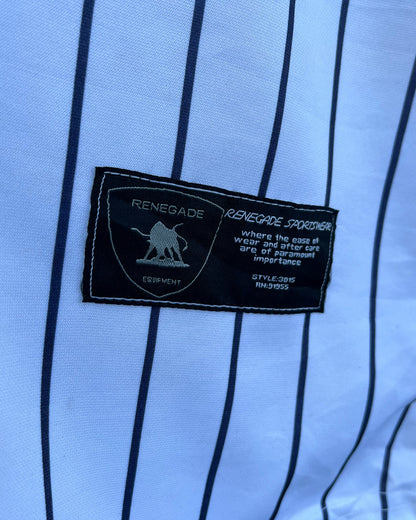 RENEGADE
EQUIPMENT
RENEGADE SPORTSWEAR
where the ease of
wear and after care
are of paramount
importance
STYLE:3815
RN:91955